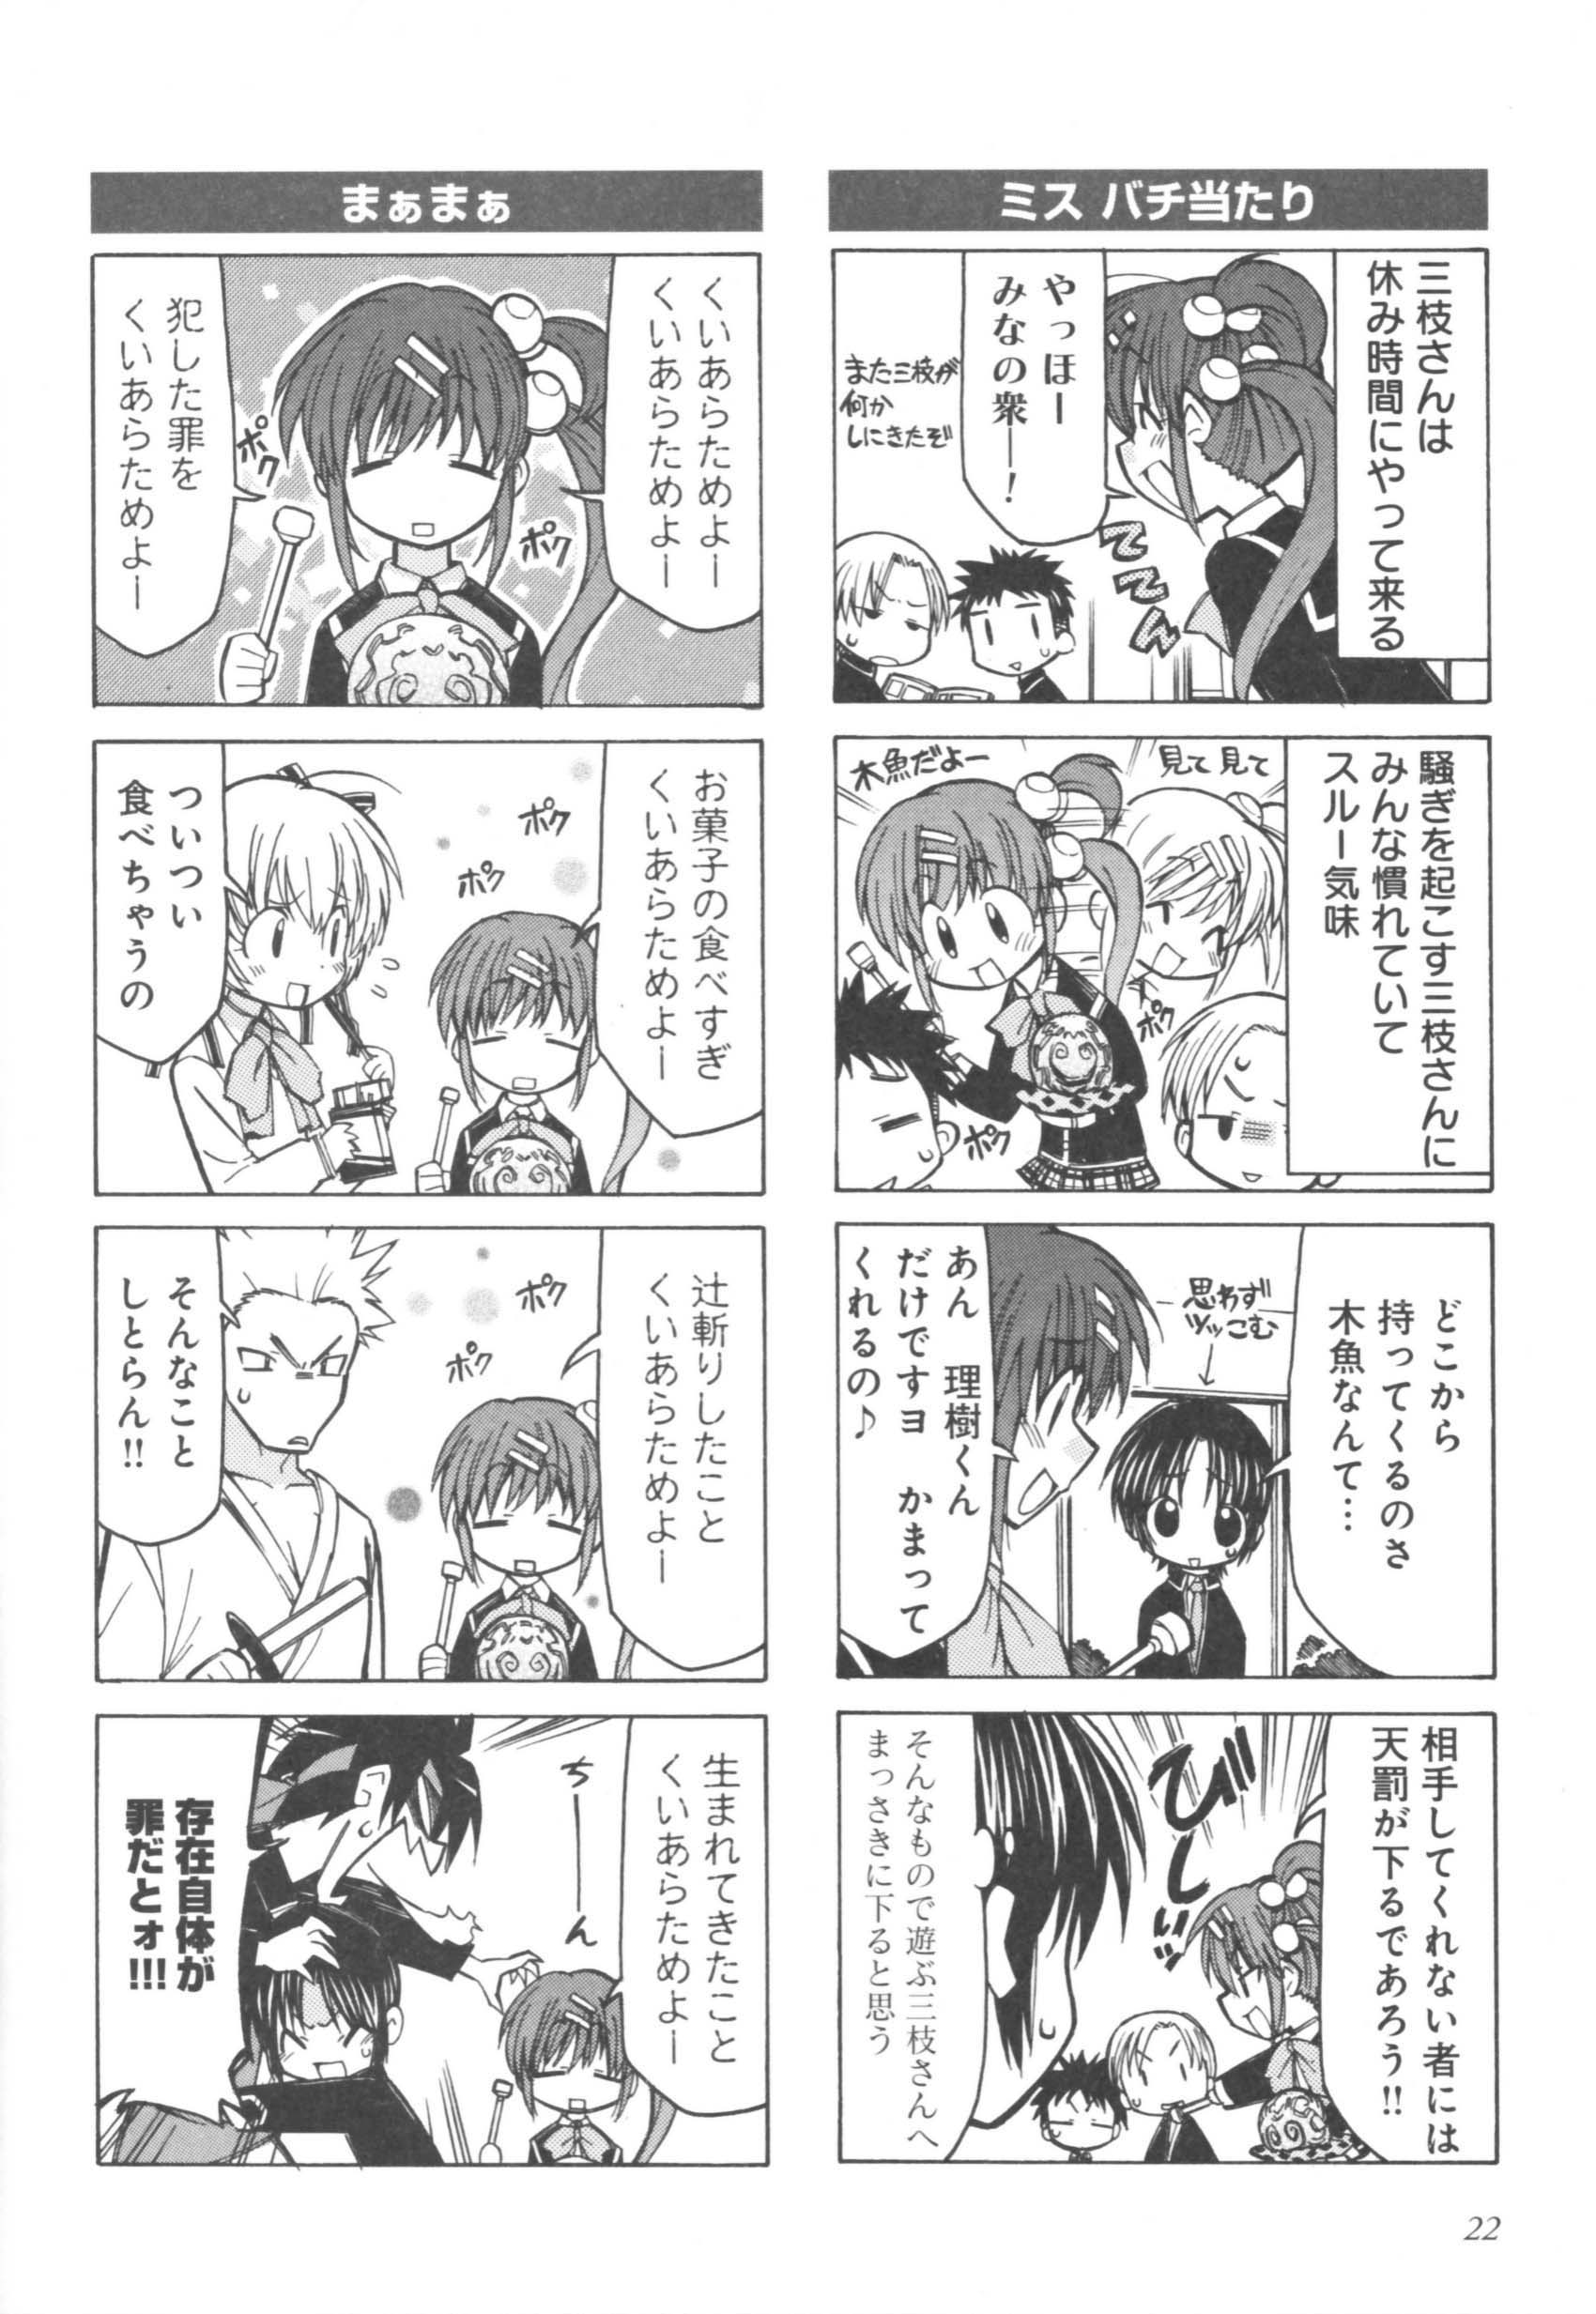 ミス バチ当たり
三枝さんは
休み時間にやって来る
やっほー
みなの衆―！
また三枝が
何か
しにきたぞ
てててん
騒ぎを起こす三枝さんに
みんな慣れていて
スルー気味
見て見て
木魚だよー
ポク
ポク
どこから
持ってくるのさ
木魚なんて…
思わず
ツッこむ
あん　理樹くん
だけですヨ　かまって
くれるの♪
相手してくれない者には
天罰が下るであろう!!
びしぃッ
そんなもので遊ぶ三枝さんへ
まっさきに下ると思う
まぁまぁ
くいあらためよー
くいあらためよー
ポク
ポク
犯した罪を
くいあらためよー
お菓子の食べすぎ
くいあらためよー
ポク
ポク
ついつい
食べちゃうの
辻斬りしたこと
くいあらためよー
ポク
ポク
そんなこと
しとらん!!
生まれてきたこと
くいあらためよー
ちーーん
存在自体が
罪だとォ!!!
22